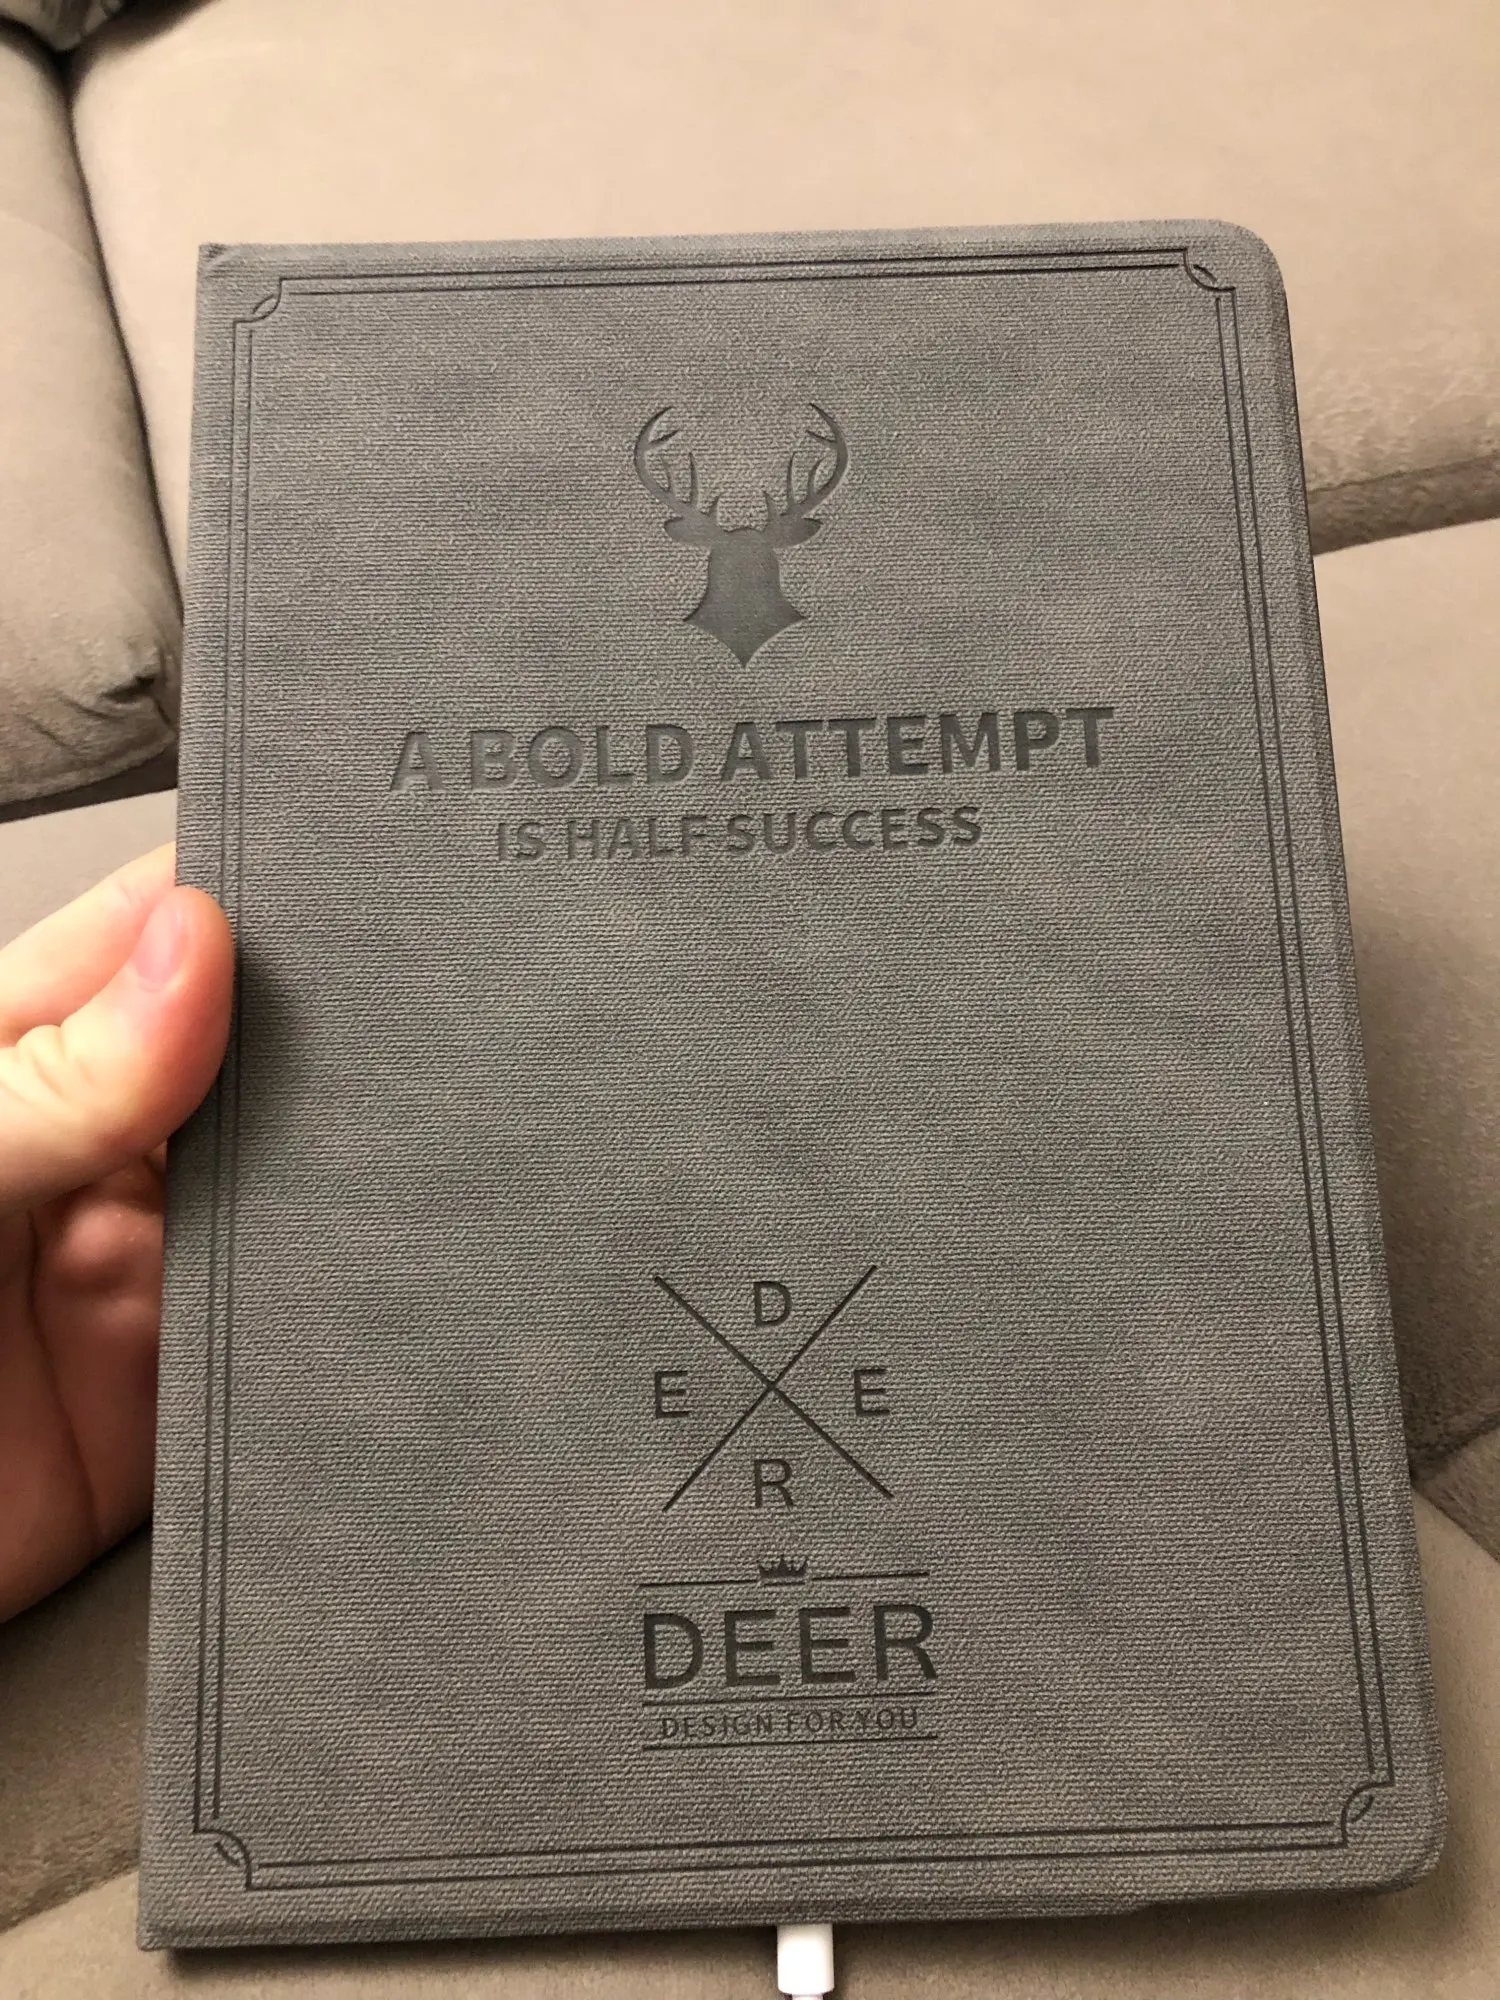 A BOLD ATTEMPT
IS HALF SUCCESS
D
E E
R
DEER
DESIGN FOR YOU